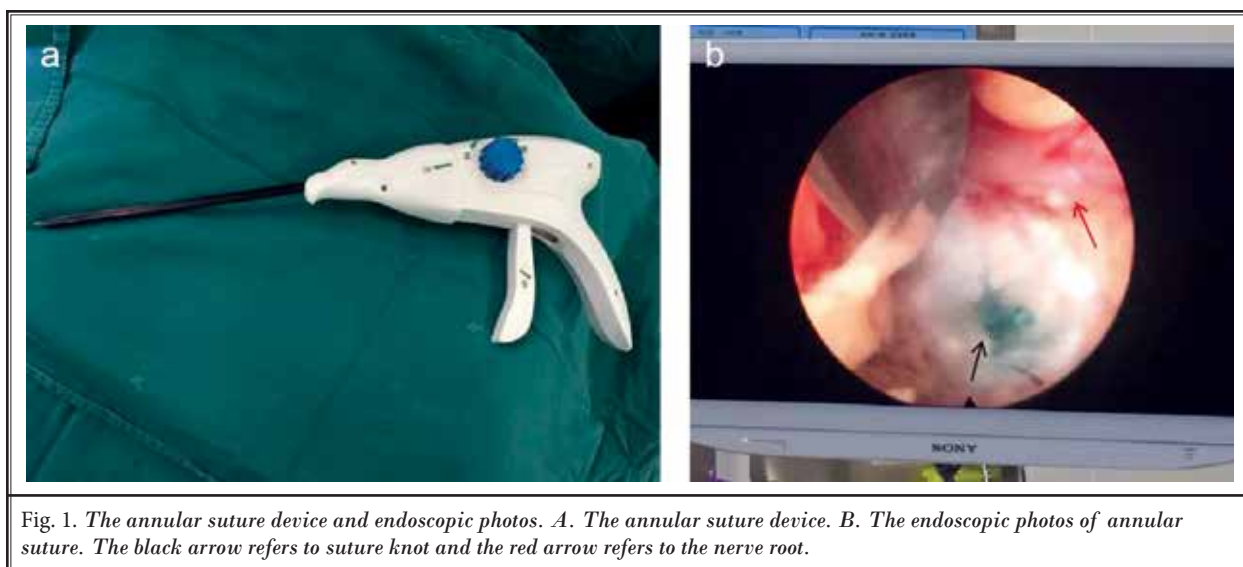 a
b
SONY
Fig. 1. The annular suture device and endoscopic photos. A. The annular suture device. B. The endoscopic photos of annular
suture. The black arrow refers to suture knot and the red arrow refers to the nerve root.